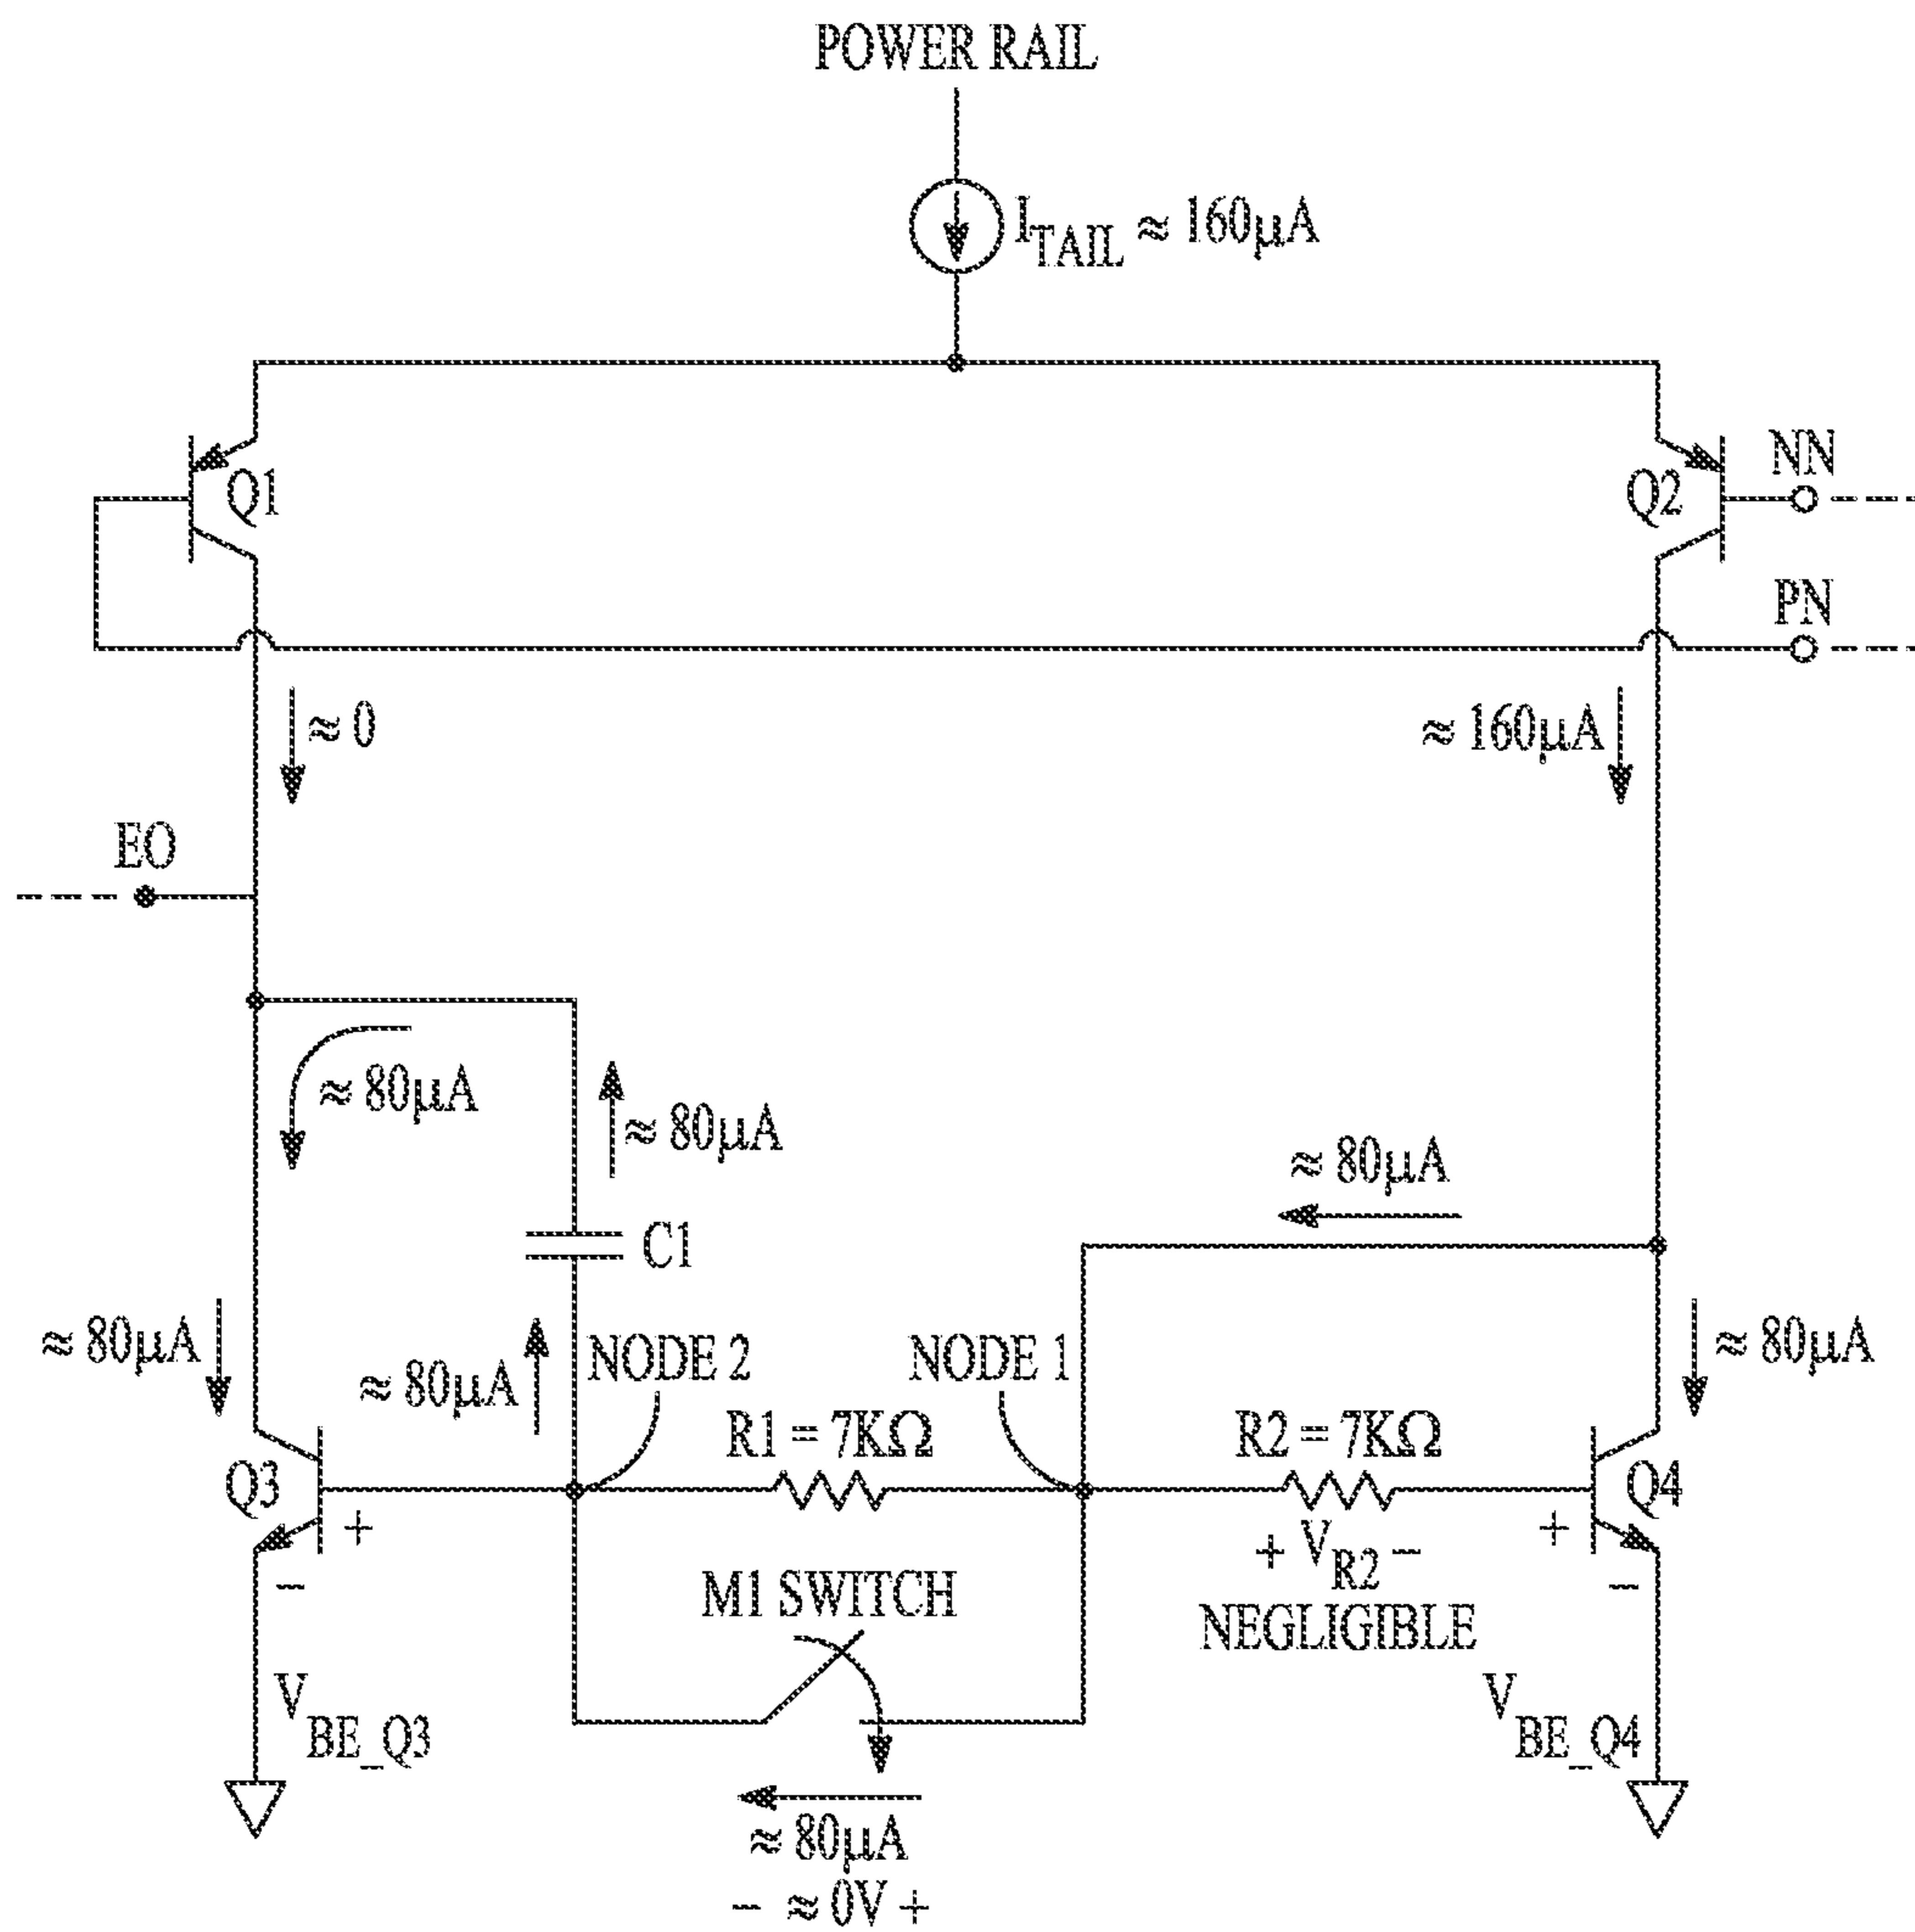 POWER RAIL
I_TAIL ≈ 160μA
Q1
Q2
NN
PN
≈ 0
≈ 160μA
EO
≈ 80μA
≈ 80μA
≈ 80μA
C1
≈ 80μA
≈ 80μA
NODE 2
NODE 1
≈ 80μA
R1 = 7KΩ
R2 = 7KΩ
Q3
Q4
+
+
−
+ V_R2 −
−
M1 SWITCH
NEGLIGIBLE
V_BE_Q3
V_BE_Q4
≈ 80μA
− ≈ 0V +